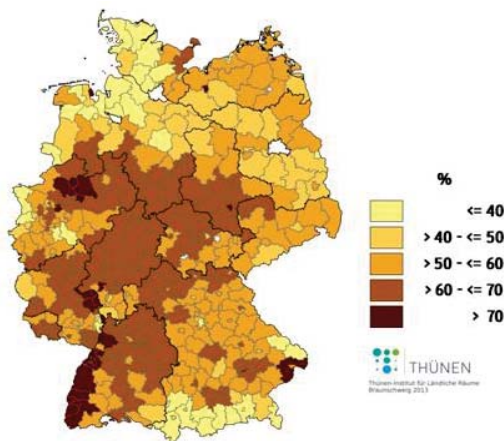 %
<= 40
> 40 - <= 50
> 50 - <= 60
> 60 - <= 70
> 70
THÜNEN
Thünen-Institut für Ländliche Räume
Braunschweig 2013